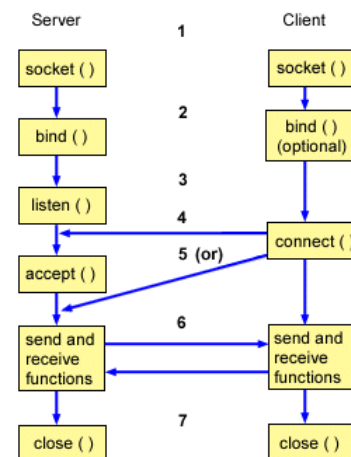 Server
Client
1
socket ( )
socket ( )
2
bind ( )
bind ( )
(optional)
3
listen ( )
4
connect ( )
5 (or)
accept ( )
6
send and
receive
functions
send and
receive
functions
7
close ( )
close ( )